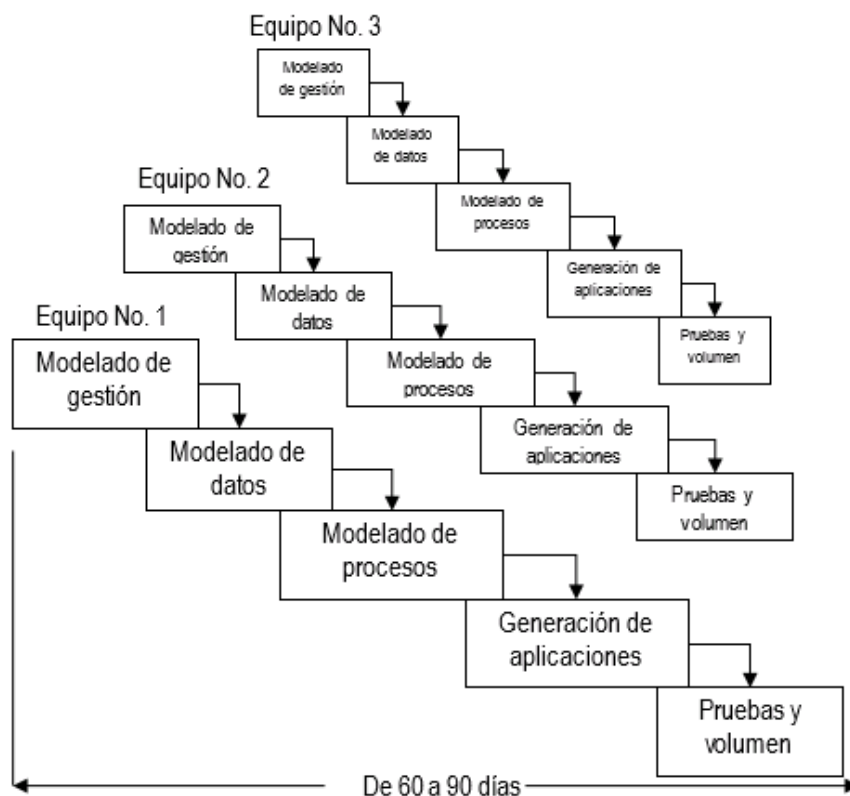 Equipo No. 3
Modelado
de gestión
Modelado
de datos
Modelado de
procesos
Generación de
aplicaciones
Pruebas y
volumen
Equipo No. 2
Modelado de
gestión
Modelado de
datos
Modelado de
procesos
Generación de
aplicaciones
Pruebas y
volumen
Equipo No. 1
Modelado de
gestión
Modelado de
datos
Modelado de
procesos
Generación de
aplicaciones
Pruebas y
volumen
De 60 a 90 días